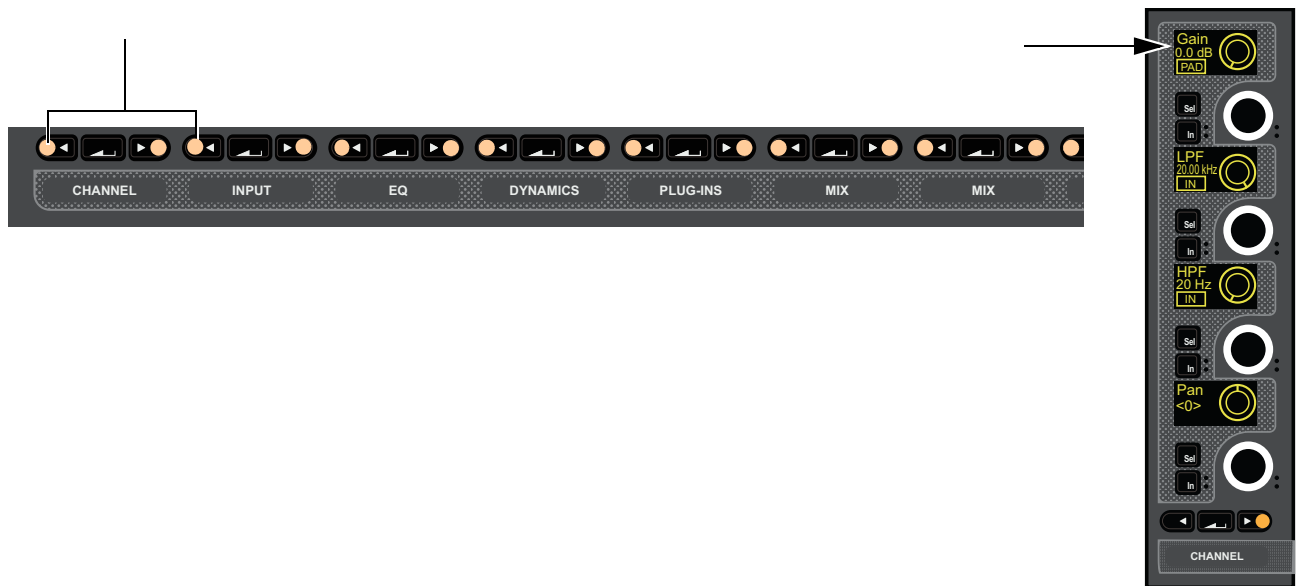 CHANNEL INPUT EQ DYNAMICS PLUG-INS MIX MIX
Gain
0.0 dB
PAD
Sel
In
LPF
20.00 kHz
IN
Sel
In
HPF
20 Hz
IN
Sel
In
Pan
<0>
Sel
In
CHANNEL